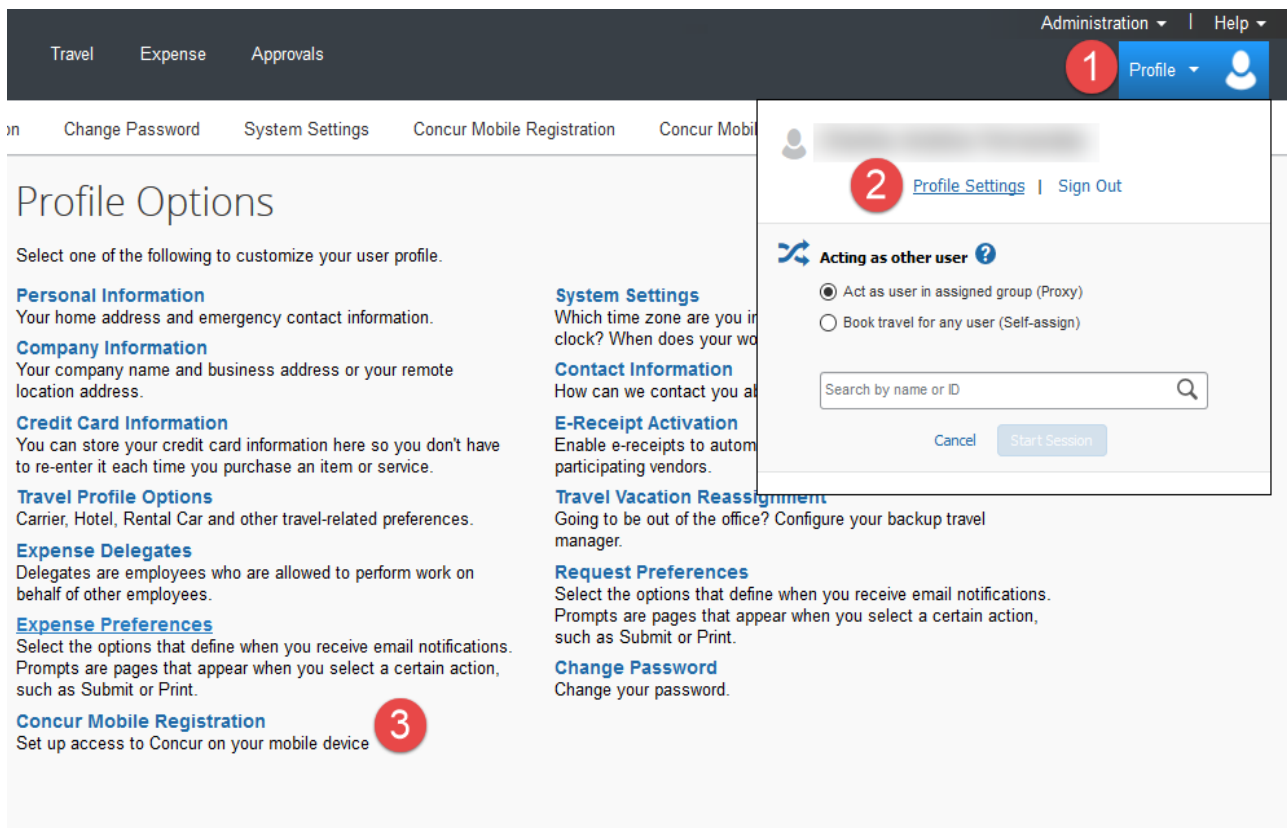 Administration | Help
Travel Expense Approvals
1 Profile
on Change Password System Settings Concur Mobile Registration Concur Mobil
2 Profile Settings | Sign Out
Acting as other user ?
Act as user in assigned group (Proxy)
Book travel for any user (Self-assign)
Search by name or ID
Cancel Start Session
Profile Options
Select one of the following to customize your user profile.
Personal Information
Your home address and emergency contact information.
Company Information
Your company name and business address or your remote
location address.
Credit Card Information
You can store your credit card information here so you don't have
to re-enter it each time you purchase an item or service.
Travel Profile Options
Carrier, Hotel, Rental Car and other travel-related preferences.
Expense Delegates
Delegates are employees who are allowed to perform work on
behalf of other employees.
Expense Preferences
Select the options that define when you receive email notifications.
Prompts are pages that appear when you select a certain action,
such as Submit or Print.
Concur Mobile Registration
Set up access to Concur on your mobile device
3
System Settings
Which time zone are you in
clock? When does your wo
Contact Information
How can we contact you ab
E-Receipt Activation
Enable e-receipts to autom
participating vendors.
Travel Vacation Reassignment
Going to be out of the office? Configure your backup travel
manager.
Request Preferences
Select the options that define when you receive email notifications.
Prompts are pages that appear when you select a certain action,
such as Submit or Print.
Change Password
Change your password.